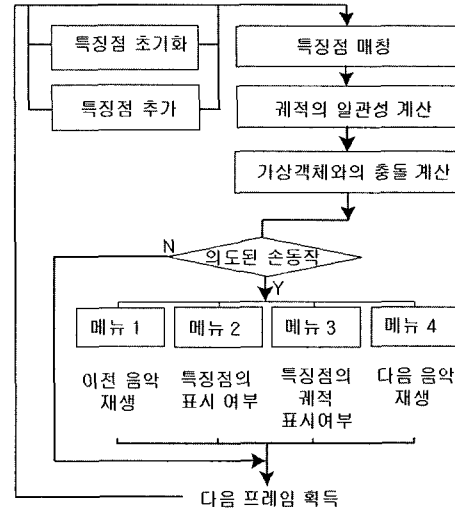 특징점 초기화
특징점 추가
특징점 매칭
궤적의 일관성 계산
가상객체와의 충돌 계산
의도된 손동작
N
Y
메뉴 1
메뉴 2
메뉴 3
메뉴 4
이전 음악
재생
특징점의
표시 여부
특징점의
궤적
표시여부
다음 음악
재생
다음 프레임 획득